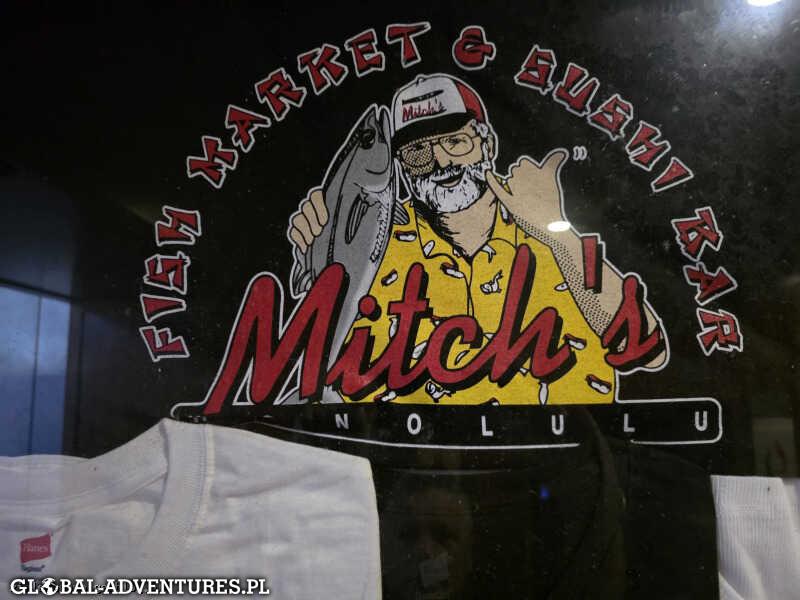 FISH MARKET & SUSHI BAR
Mitch's
Mitch's
NOLULU
Hanes
GLOBAL-ADVENTURES.PL